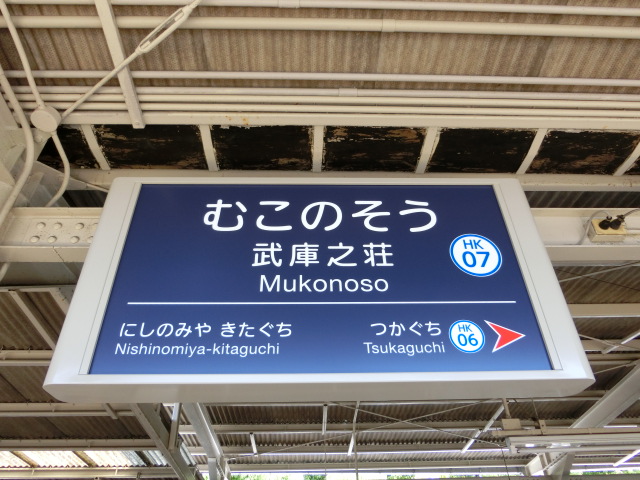 むこのそう
武庫之荘
Mukonoso
HK
07
にしのみや きたぐち
Nishinomiya-kitaguchi
つかぐち
Tsukaguchi
HK
06